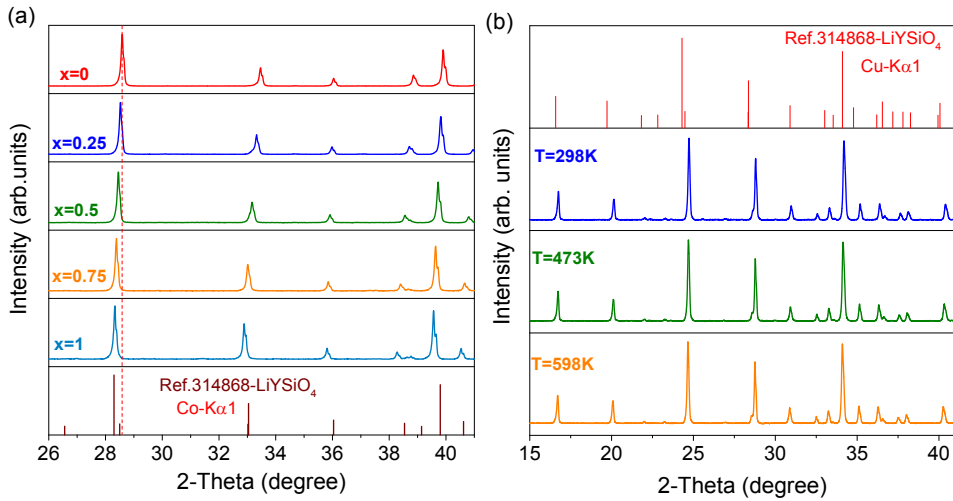 (a)
Intensity (arb.units)
x=0
x=0.25
x=0.5
x=0.75
x=1
Ref.314868-LiYSiO₄
Co-Kα1
26 28 30 32 34 36 38 40
2-Theta (degree)
(b)
Intensity (arb. units)
Ref.314868-LiYSiO₄
Cu-Kα1
T=298K
T=473K
T=598K
15 20 25 30 35 40
2-Theta (degree)